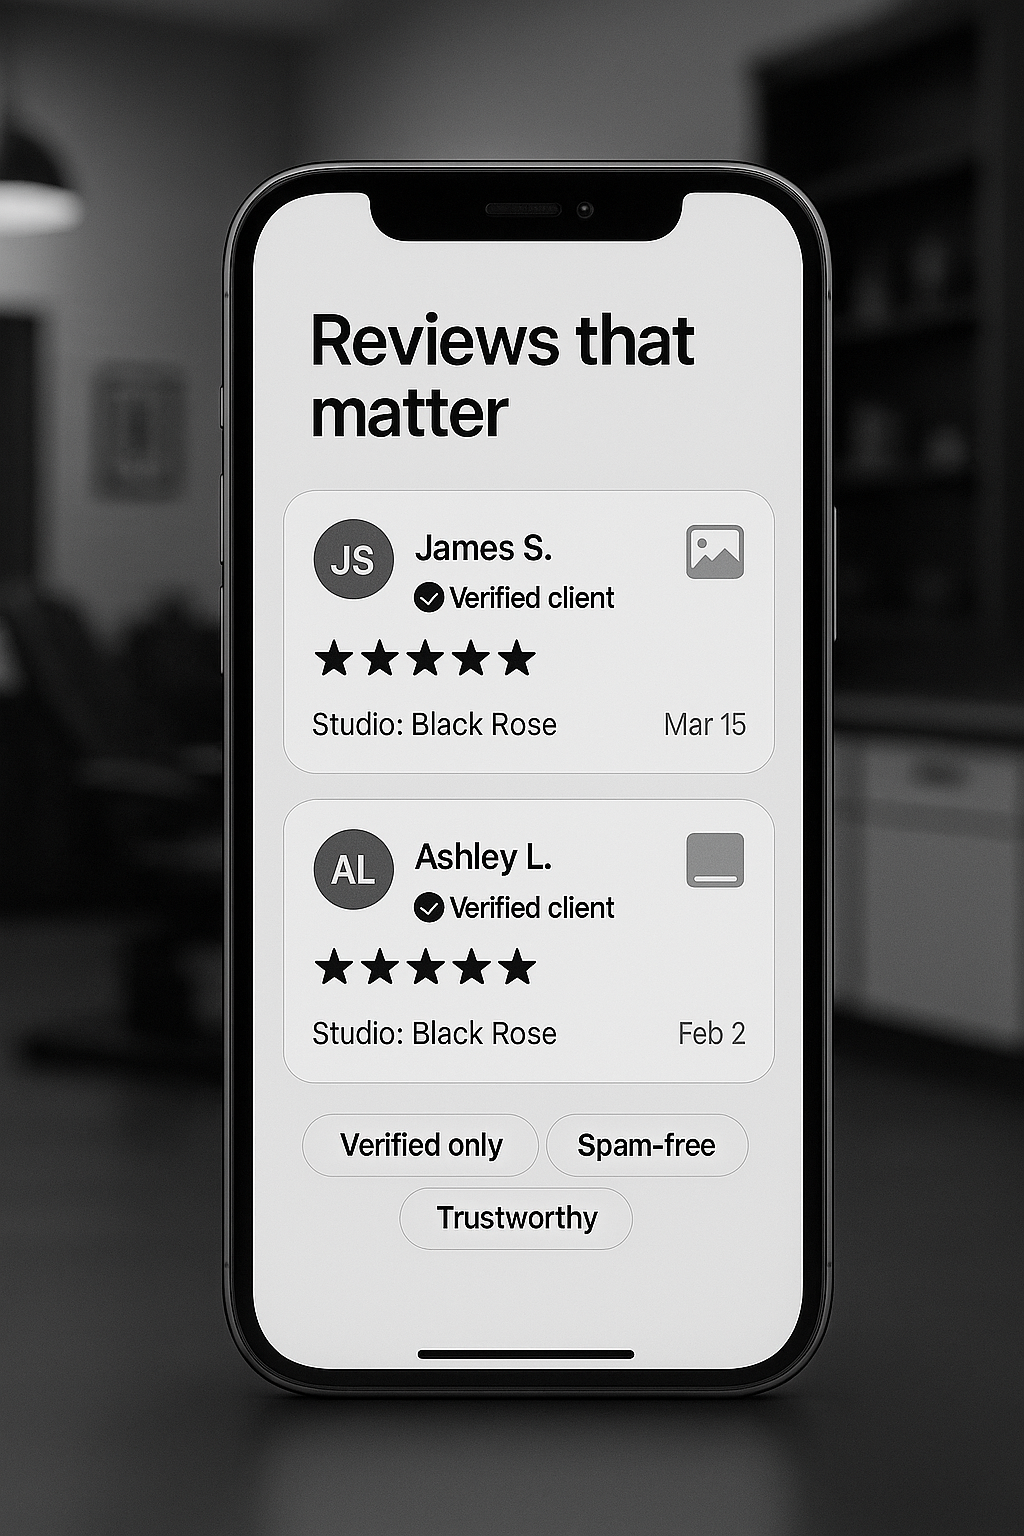 Reviews that
matter
JS
James S.
Verified client
★★★★★
Studio: Black Rose
Mar 15
AL
Ashley L.
Verified client
★★★★★
Studio: Black Rose
Feb 2
Verified only
Spam-free
Trustworthy